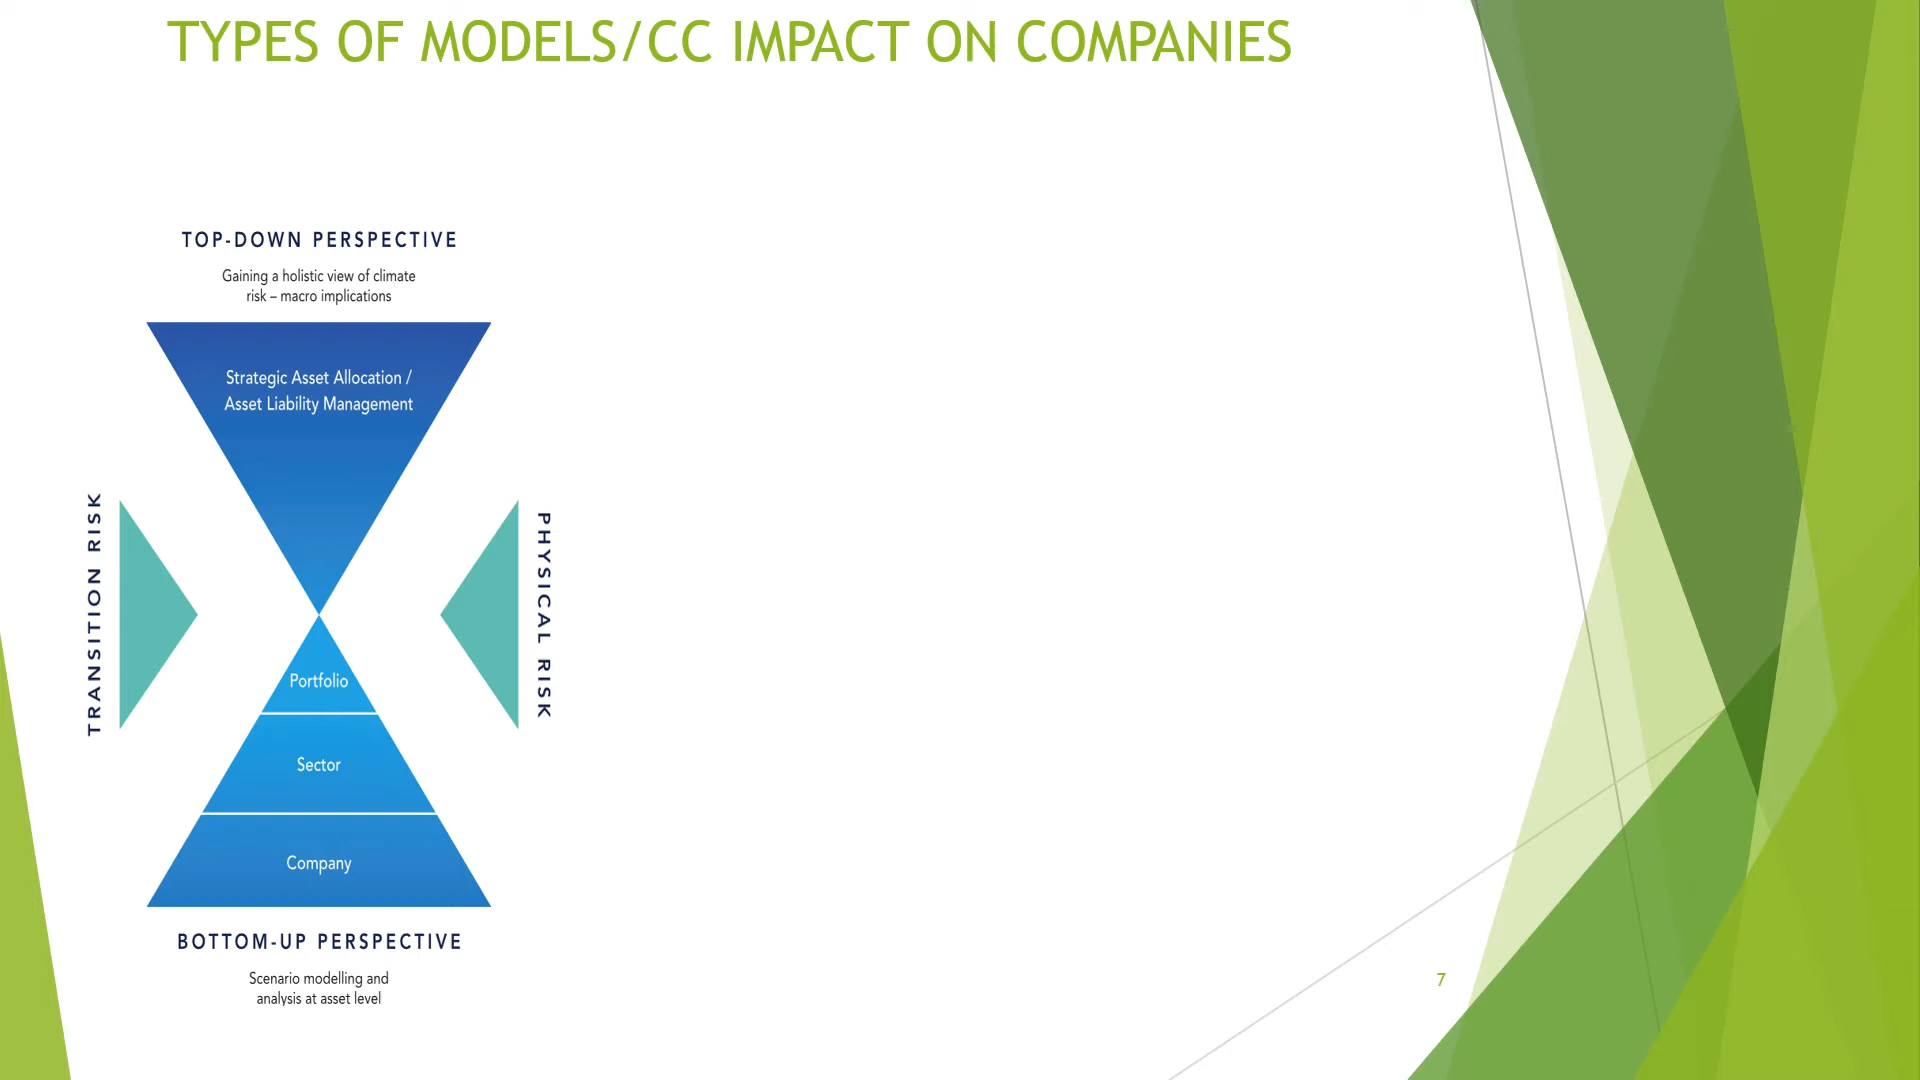 TYPES OF MODELS/CC IMPACT ON COMPANIES
TOP-DOWN PERSPECTIVE
Gaining a holistic view of climate
risk – macro implications
Strategic Asset Allocation /
Asset Liability Management
TRANSITION RISK
PHYSICAL RISK
Portfolio
Sector
Company
BOTTOM-UP PERSPECTIVE
Scenario modelling and
analysis at asset level
7